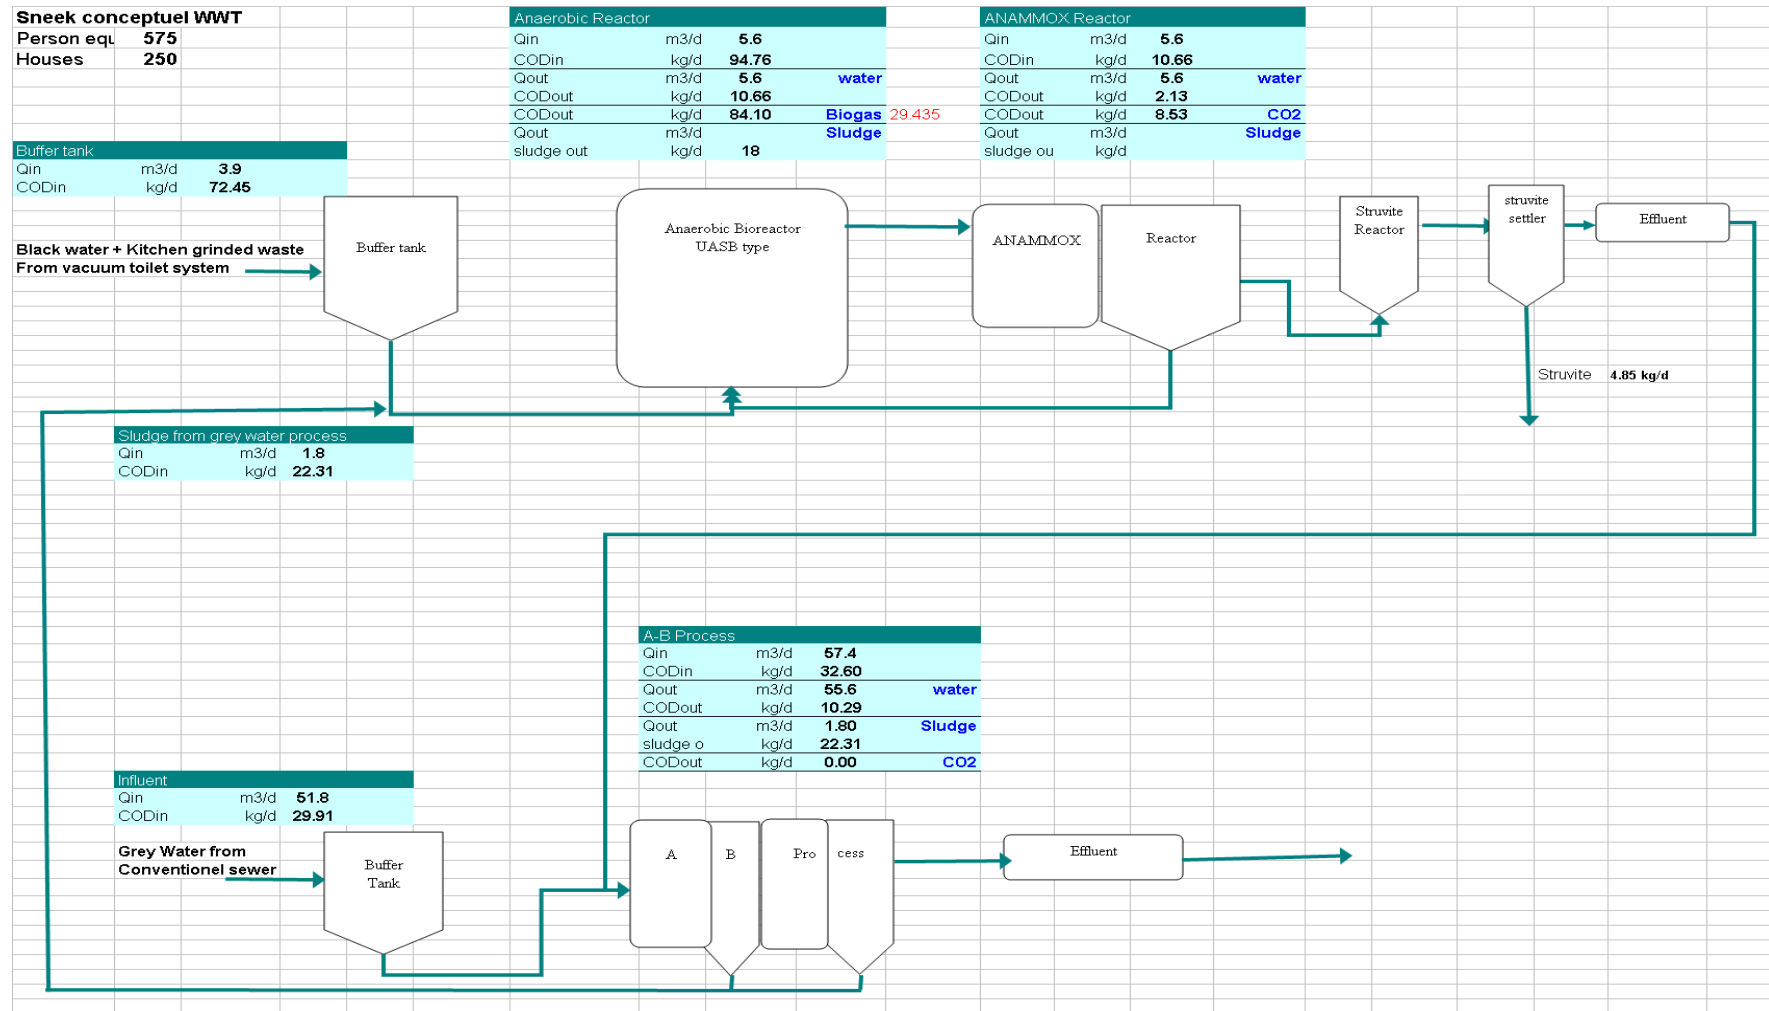 Sneek conceptuel WWT
Person equ 575
Houses 250
Anaerobic Reactor
Qin m3/d 5.6
CODin kg/d 94.76
Qout m3/d 5.6 water
CODout kg/d 10.66
CODout kg/d 84.10 Biogas 29.435
Qout m3/d Sludge
sludge out kg/d 18
ANAMMOX Reactor
Qin m3/d 5.6
CODin kg/d 10.66
Qout m3/d 5.6 water
CODout kg/d 2.13
CODout kg/d 8.53 CO2
Qout m3/d Sludge
sludge ou kg/d
Buffer tank
Qin m3/d 3.9
CODin kg/d 72.45
Black water + Kitchen grinded waste
From vacuum toilet system
Buffer tank
Anaerobic Bioreactor
UASB type
ANAMMOX
Reactor
Struvite
Reactor
struvite
settler
Effluent
Struvite 4.85 kg/d
Sludge from grey water process
Qin m3/d 1.8
CODin kg/d 22.31
A-B Process
Qin m3/d 57.4
CODin kg/d 32.60
Qout m3/d 55.6 water
CODout kg/d 10.29
Qout m3/d 1.80 Sludge
sludge o kg/d 22.31
CODout kg/d 0.00 CO2
Influent
Qin m3/d 51.8
CODin kg/d 29.91
Grey Water from
Conventionel sewer
Buffer
Tank
A B Pro cess
Effluent